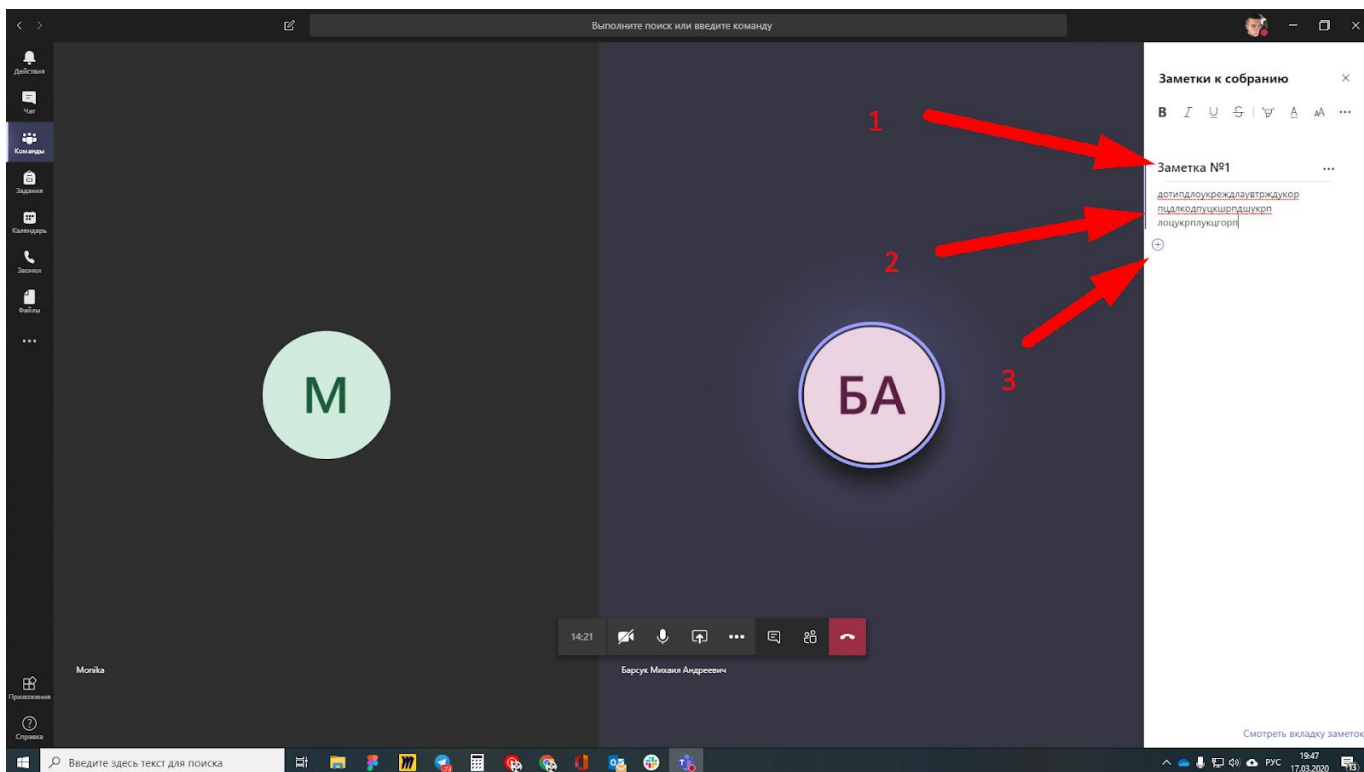 Выполните поиск или введите команду
Действия
Чат
Команды
Задания
Календарь
Звонки
Файлы
Приложения
Справка
М
БА
1
2
3
Заметки к собранию
B I U S A AA
Заметка №1
дотипдлоукреждлаувтрждукор
пцдлкодпуцкшрпдшукрп
лоцукрплукцгорп
14:21
Monika
Барсук Михаил Андреевич
Смотреть вкладку заметок
Введите здесь текст для поиска
РУС
19:47
17.03.2020